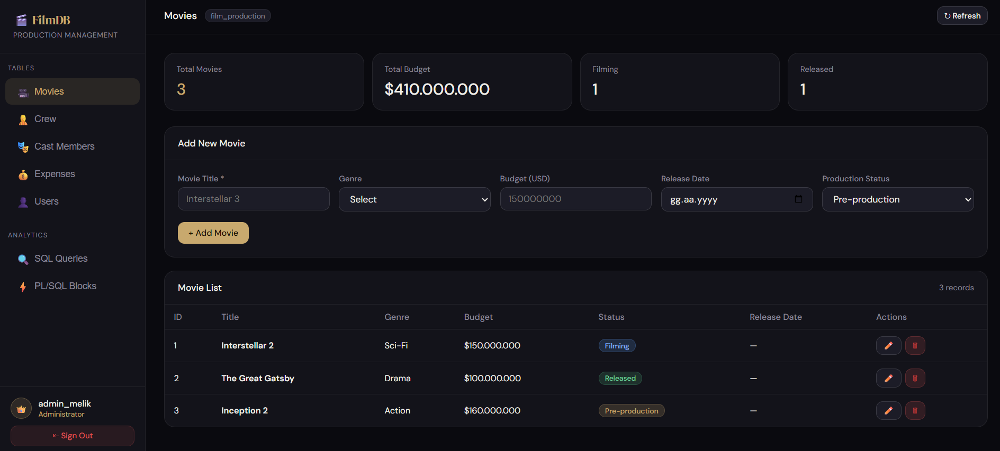 FilmDB
PRODUCTION MANAGEMENT
TABLES
Movies
Crew
Cast Members
Expenses
Users
ANALYTICS
SQL Queries
PL/SQL Blocks
admin_melik
Administrator
⇤ Sign Out
Movies film_production ↻ Refresh
Total Movies
3
Total Budget
$410.000.000
Filming
1
Released
1
Add New Movie
Movie Title * Genre Budget (USD) Release Date Production Status
Interstellar 3 Select 150000000 gg.aa.yyyy Pre-production
+ Add Movie
Movie List 3 records
ID Title Genre Budget Status Release Date Actions
1 Interstellar 2 Sci-Fi $150.000.000 Filming —
2 The Great Gatsby Drama $100.000.000 Released —
3 Inception 2 Action $160.000.000 Pre-production —